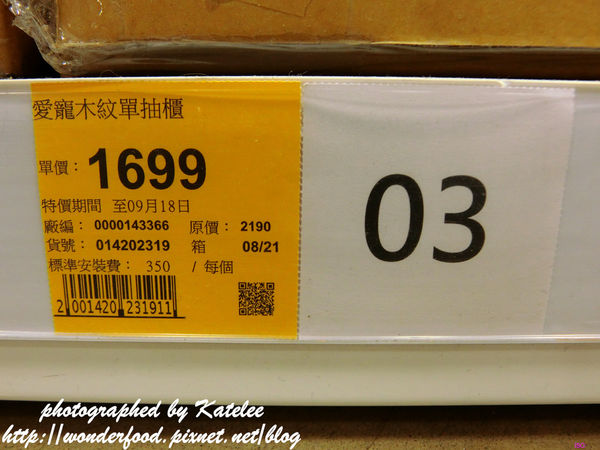 愛寵木紋單抽櫃
單價： 1699
特價期間 至09月18日
廠編： 0000143366 原價： 2190
貨號： 014202319 箱 08/21
標準安裝費： 350 / 每個
2 001420 231911
03
photographed by Katelee
http://wonderfood.pixnet.net/blog